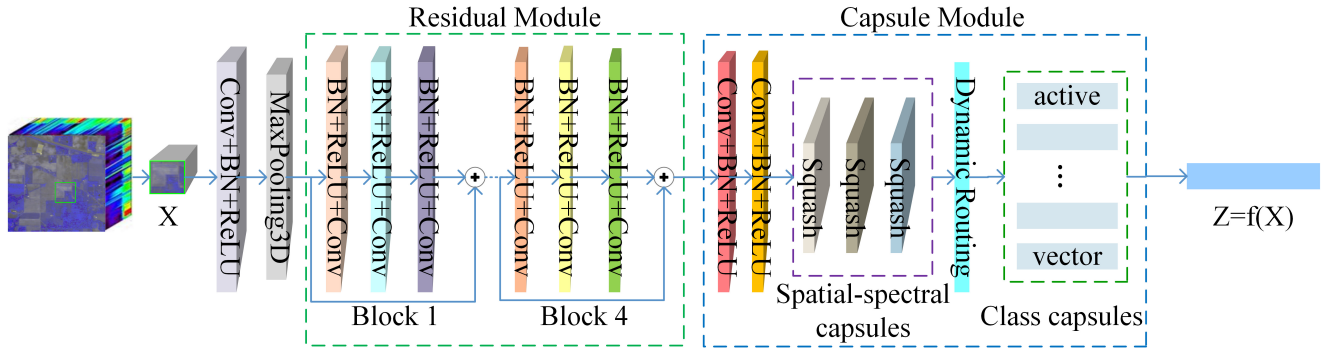 Residual Module
Capsule Module
X
Conv+BN+ReLU
MaxPooling3D
BN+ReLU+Conv
BN+ReLU+Conv
BN+ReLU+Conv
Block 1
BN+ReLU+Conv
BN+ReLU+Conv
BN+ReLU+Conv
Block 4
Conv+BN+ReLU
Conv+BN+ReLU
Squash
Squash
Squash
Spatial-spectral
capsules
Dynamic Routing
active
vector
Class capsules
Z=f(X)